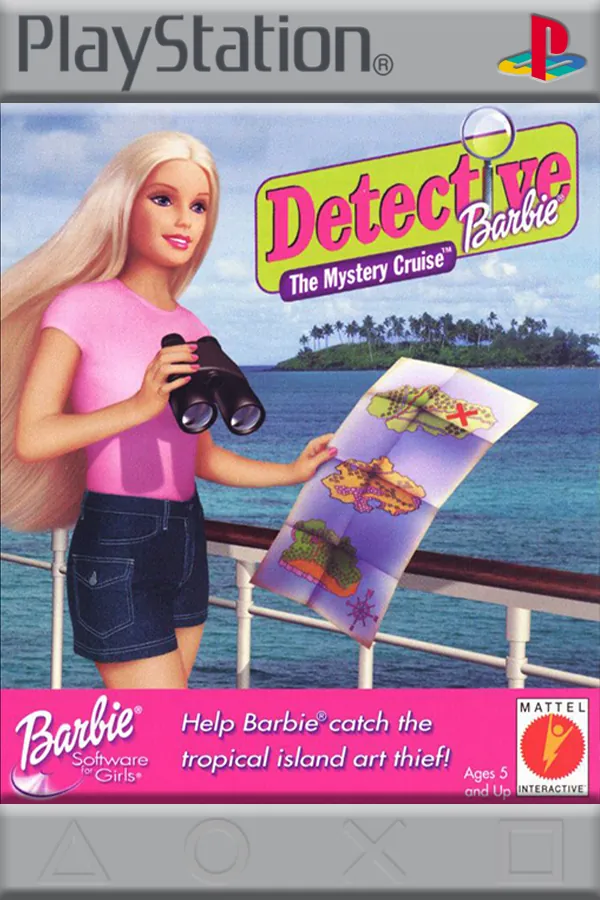 PlayStation®
Detective
Barbie®
The Mystery Cruise™
Barbie®
Software
for Girls®
Help Barbie® catch the
tropical island art thief!
Ages 5
and Up
MATTEL
INTERACTIVE™